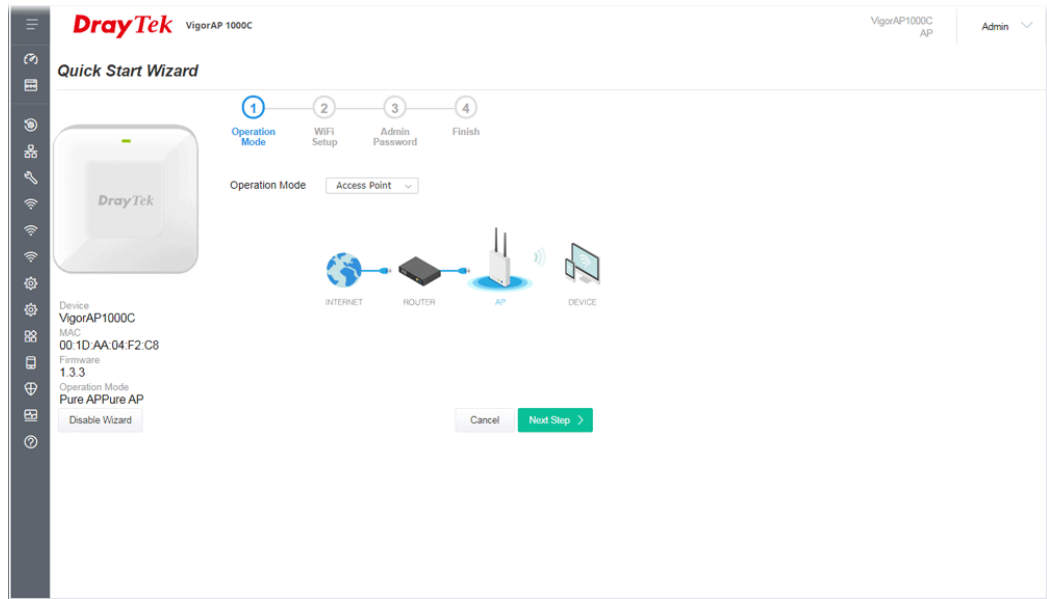 DrayTek VigorAP 1000C
VigorAP1000C
AP
Admin
Quick Start Wizard
1 2 3 4
Operation Mode
WiFi Setup
Admin Password
Finish
Operation Mode Access Point
DrayTek
INTERNET ROUTER AP DEVICE
Device
VigorAP1000C
MAC
00:1D:AA:04:F2:C8
Firmware
1.3.3
Operation Mode
Pure APPure AP
Disable Wizard Cancel Next Step